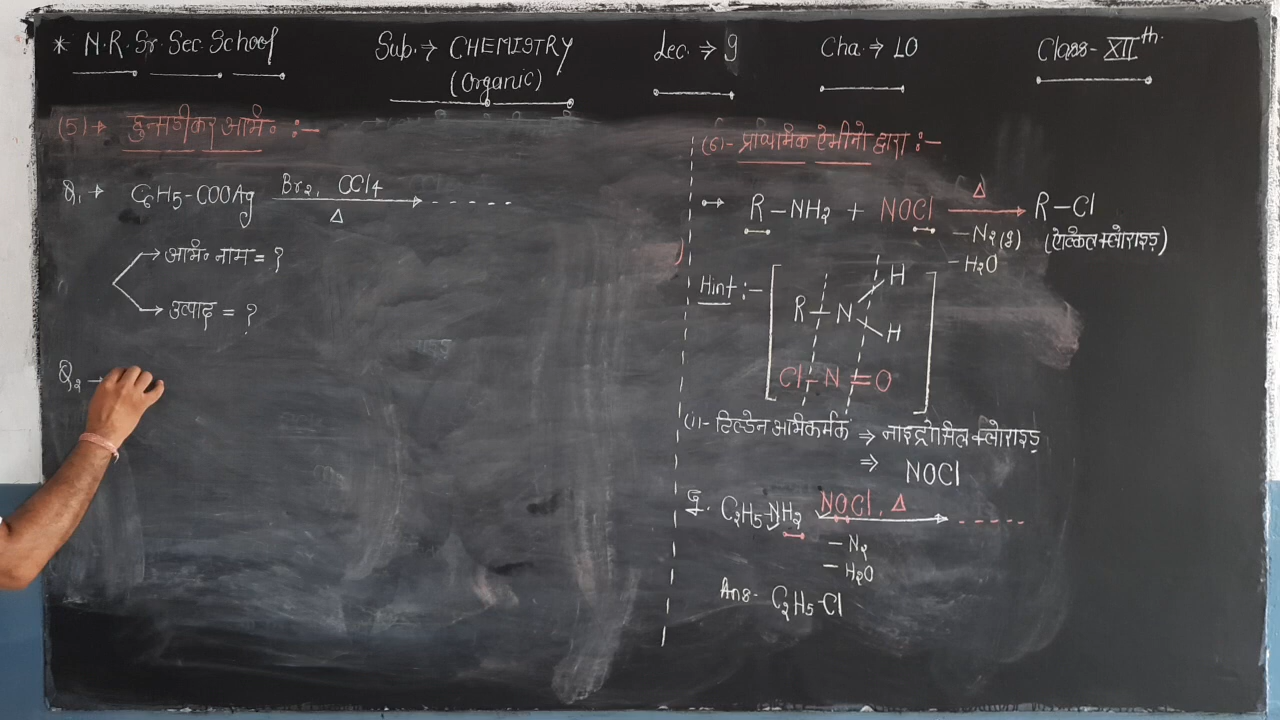 * N.R. Sr. Sec. School Sub. → CHEMISTRY (Organic) Lec. → 9 Cha. → 10 Class- XIIth.
(5) → हुन्सडीकर अभि॰ :-
Q1 → C6H5-COOAg Br2, CCl4 Δ → - - - - -
→ अभि॰ नाम = ?
→ उत्पाद = ?
Q2 →
(6)- प्राथमिक ऐमीनो द्वारा :-
→ R-NH2 + NOCl Δ → R-Cl
-N2(g) (ऐल्किल क्लोराइड)
-H2O
Hint :- [ R-N H H
Cl-N=O ]
(i)- टिल्डेन अभिकर्मक ⇒ नाइट्रोसिल क्लोराइड
⇒ NOCl
C2H5-NH2 NOCl, Δ → - - - - -
-N2
-H2O
Ans- C2H5-Cl